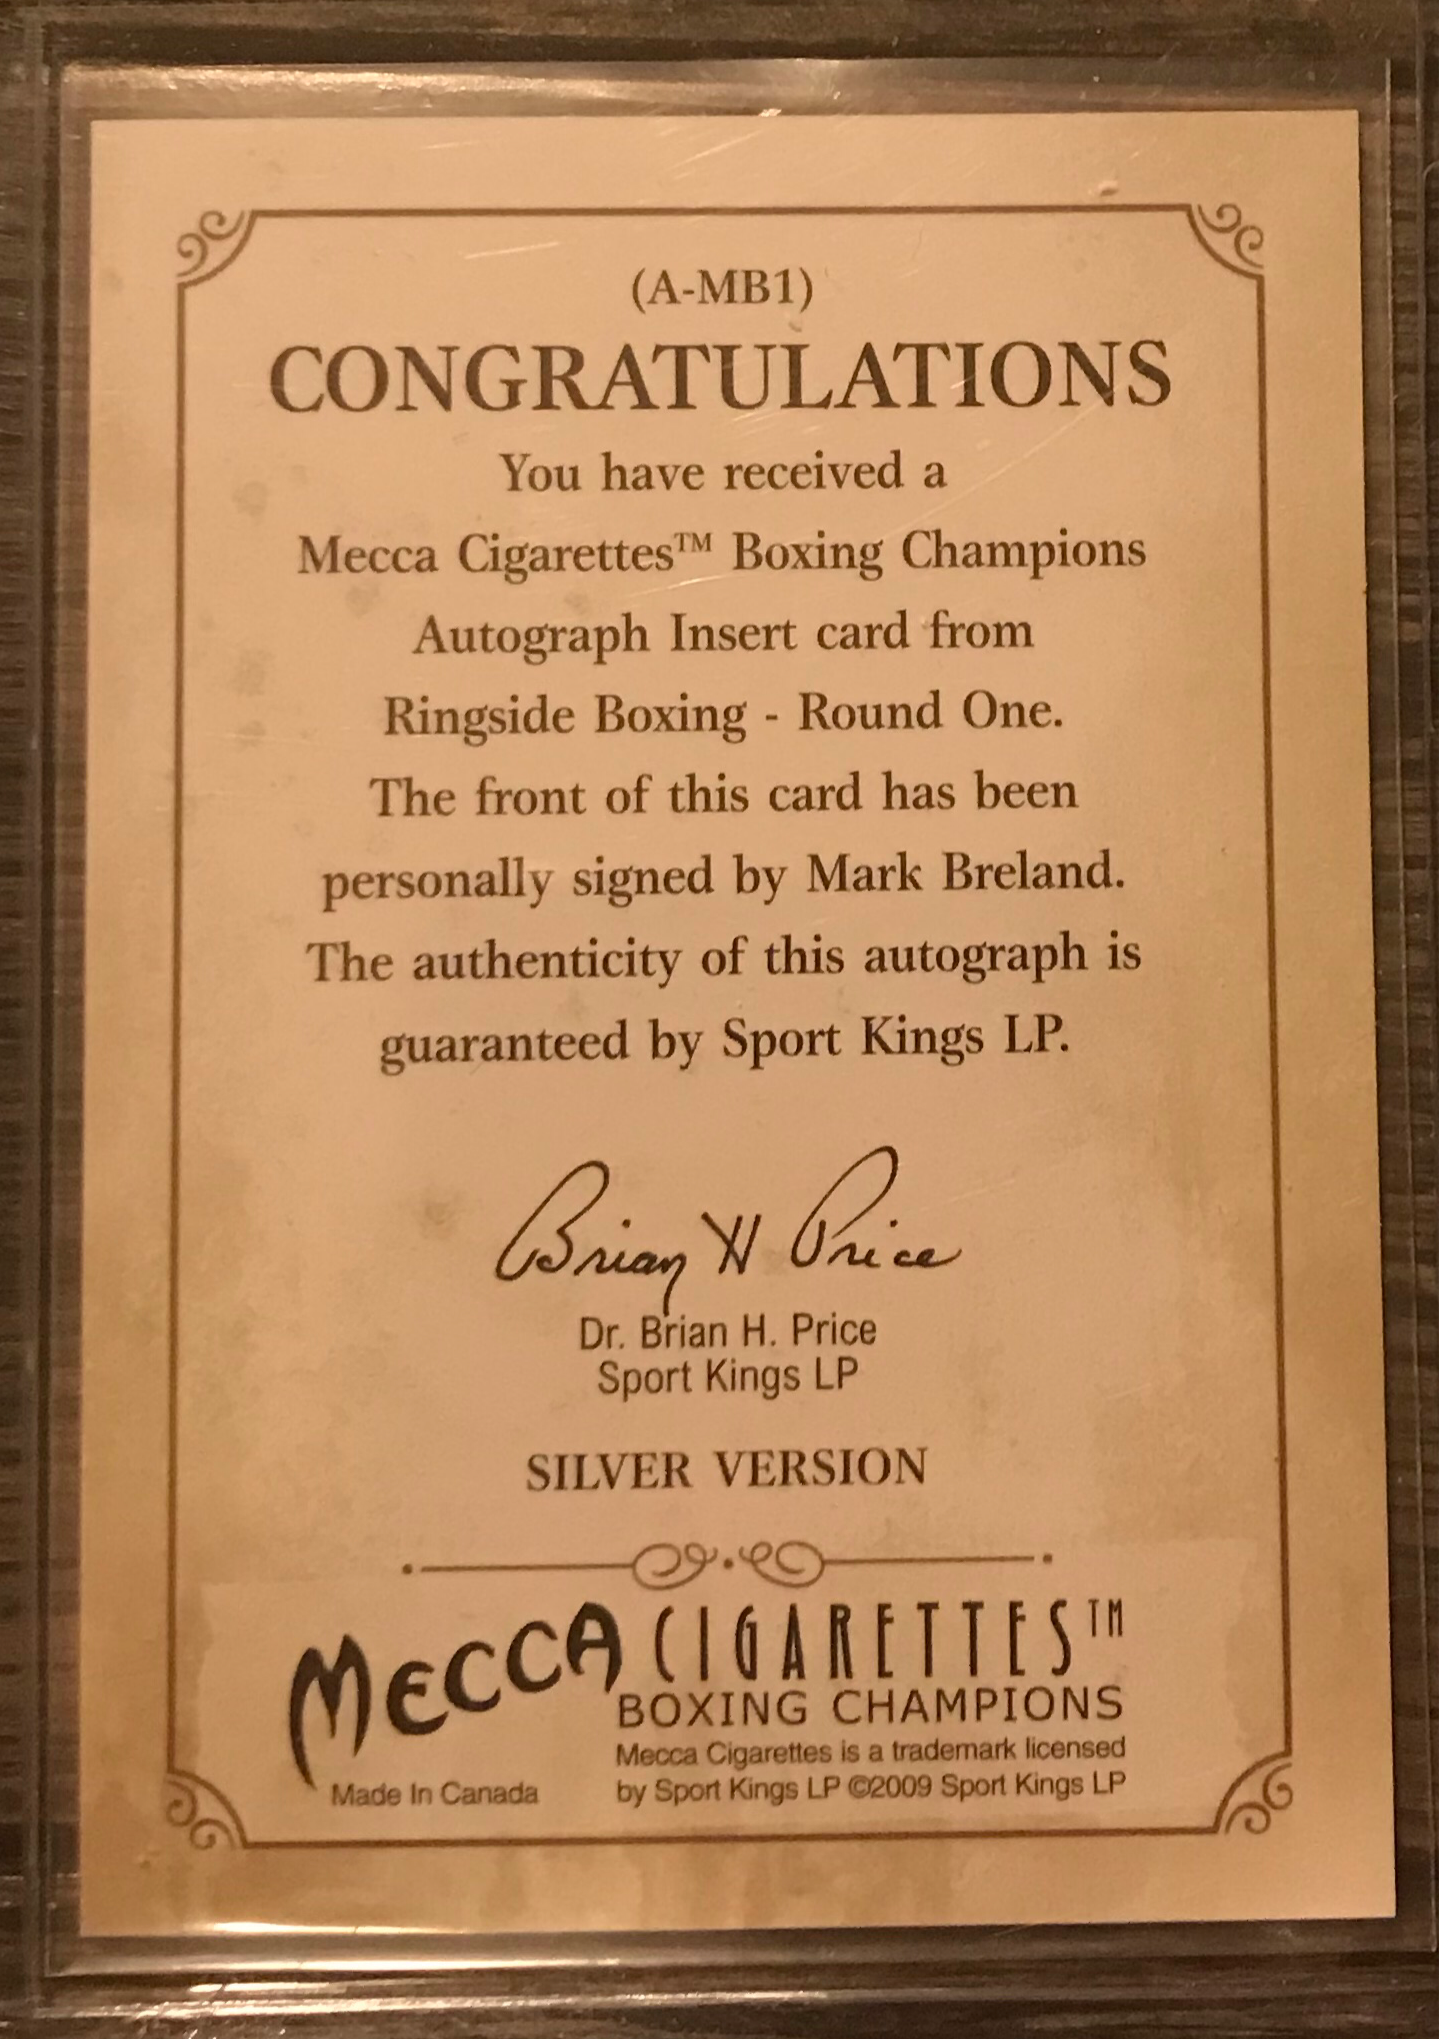 (A-MB1)
CONGRATULATIONS
You have received a
Mecca Cigarettes™ Boxing Champions
Autograph Insert card from
Ringside Boxing - Round One.
The front of this card has been
personally signed by Mark Breland.
The authenticity of this autograph is
guaranteed by Sport Kings LP.
Brian H Price
Dr. Brian H. Price
Sport Kings LP
SILVER VERSION
MECCA CIGARETTES™
BOXING CHAMPIONS
Mecca Cigarettes is a trademark licensed
by Sport Kings LP ©2009 Sport Kings LP
Made In Canada